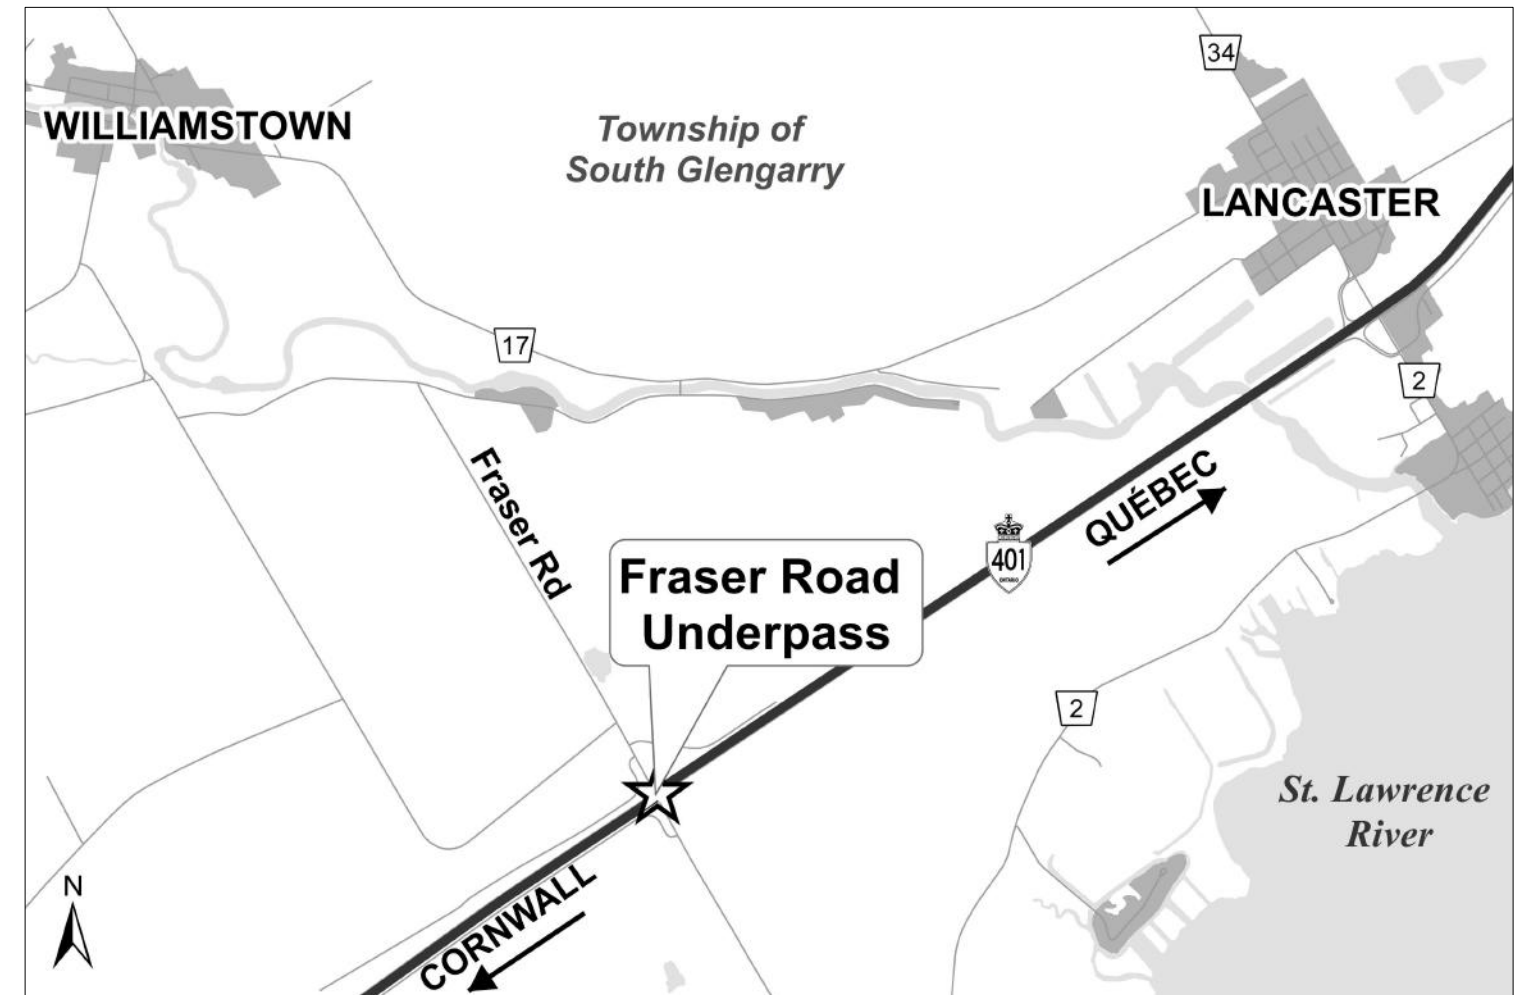 34
WILLIAMSTOWN
Township of
South Glengarry
LANCASTER
17
2
Fraser Rd
QUÉBEC
401
ONTARIO
Fraser Road
Underpass
2
St. Lawrence
River
N
CORNWALL